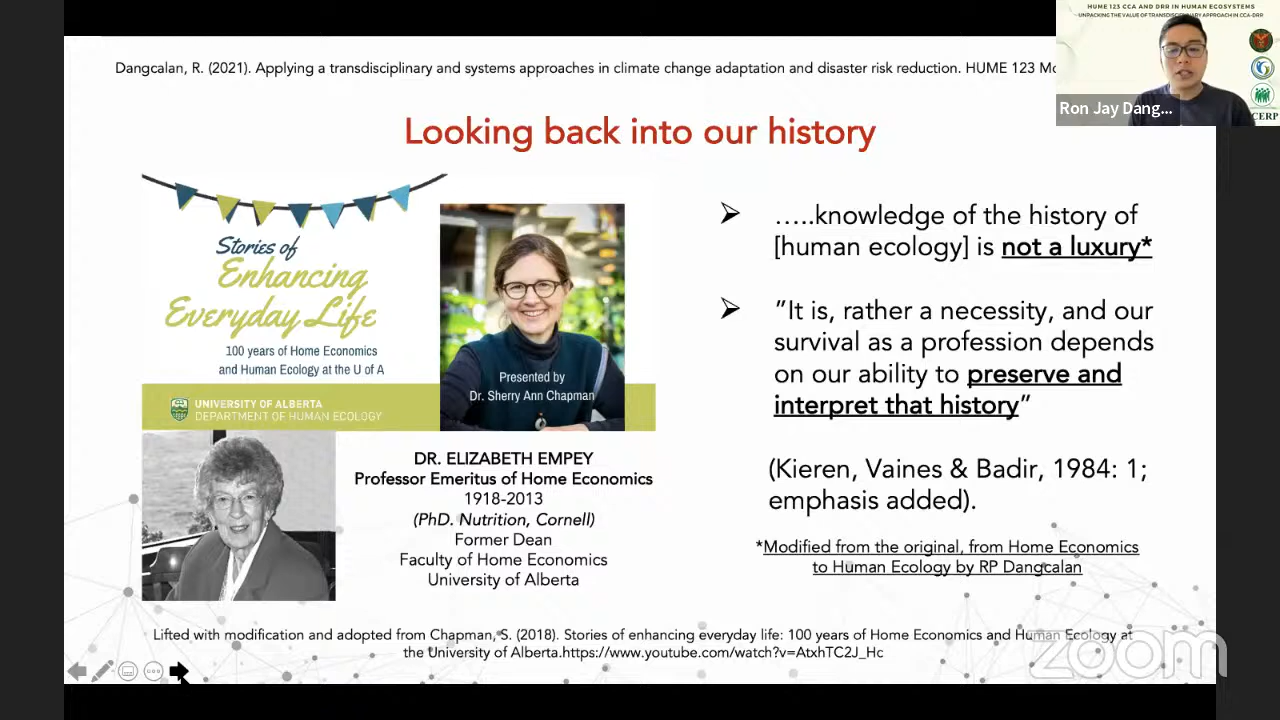 HUME 123 CCA AND DRR IN HUMAN ECOSYSTEMS
UNPACKING THE VALUE OF TRANSDISCIPLINARY APPROACH IN CCA-DRR
Ron Jay Dang...
CERP
Dangcalan, R. (2021). Applying a transdisciplinary and systems approaches in climate change adaptation and disaster risk reduction. HUME 123 Mo
Looking back into our history
Stories of
Enhancing
Everyday Life
100 years of Home Economics
and Human Ecology at the U of A
Presented by
Dr. Sherry Ann Chapman
UNIVERSITY OF ALBERTA
DEPARTMENT OF HUMAN ECOLOGY
DR. ELIZABETH EMPEY
Professor Emeritus of Home Economics
1918-2013
(PhD. Nutrition, Cornell)
Former Dean
Faculty of Home Economics
University of Alberta
…..knowledge of the history of
[human ecology] is not a luxury*
”It is, rather a necessity, and our
survival as a profession depends
on our ability to preserve and
interpret that history”
(Kieren, Vaines & Badir, 1984: 1;
emphasis added).
*Modified from the original, from Home Economics
to Human Ecology by RP Dangcalan
Lifted with modification and adopted from Chapman, S. (2018). Stories of enhancing everyday life: 100 years of Home Economics and Human Ecology at
the University of Alberta.https://www.youtube.com/watch?v=AtxhTC2J_Hc
zoom